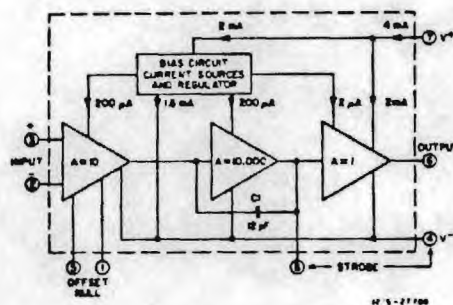 2 mA
4 mA
7 V+
BIAS CIRCUIT
CURRENT SOURCES
AND REGULATOR
200 µA
1.6 mA
200 µA
2 µA
2mA
+
3
INPUT
2
-
A = 10
A = 10,000
A = 1
OUTPUT
6
C1
12 pF
4 V-
5
1
8
STROBE
OFFSET
NULL